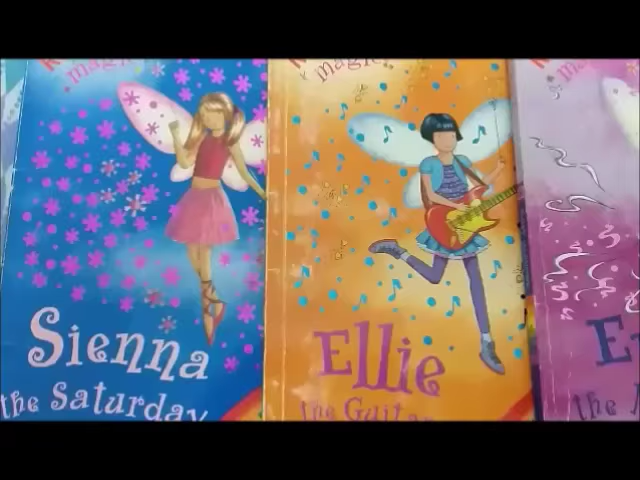 magic
Sienna
the Saturday
magic
Ellie
the Guitar
the